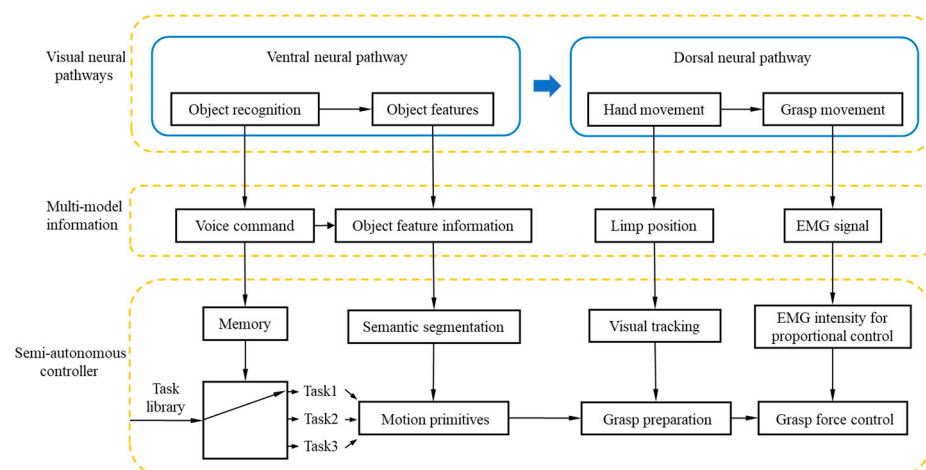 Visual neural
pathways
Ventral neural pathway
Dorsal neural pathway
Object recognition
Object features
Hand movement
Grasp movement
Multi-model
information
Voice command
Object feature information
Limp position
EMG signal
Semi-autonomous
controller
Memory
Semantic segmentation
Visual tracking
EMG intensity for
proportional control
Task
library
Task1
Task2
Task3
Motion primitives
Grasp preparation
Grasp force control